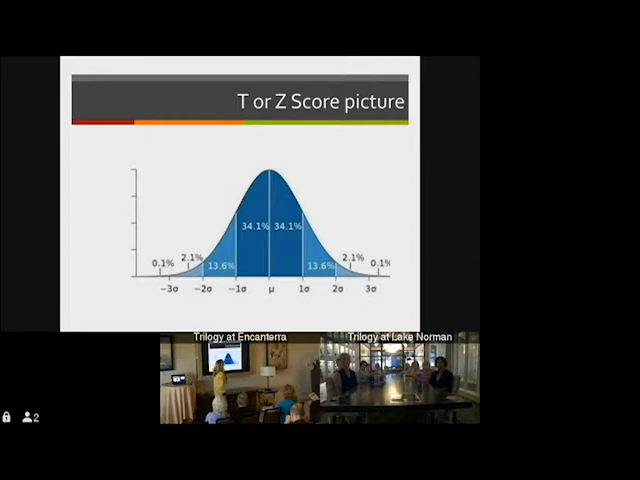 T or Z Score picture
34.1% 34.1%
0.1% 2.1% 13.6% 13.6% 2.1% 0.1%
−3σ −2σ −1σ μ 1σ 2σ 3σ
Trilogy at Encanterra Trilogy at Lake Norman
2